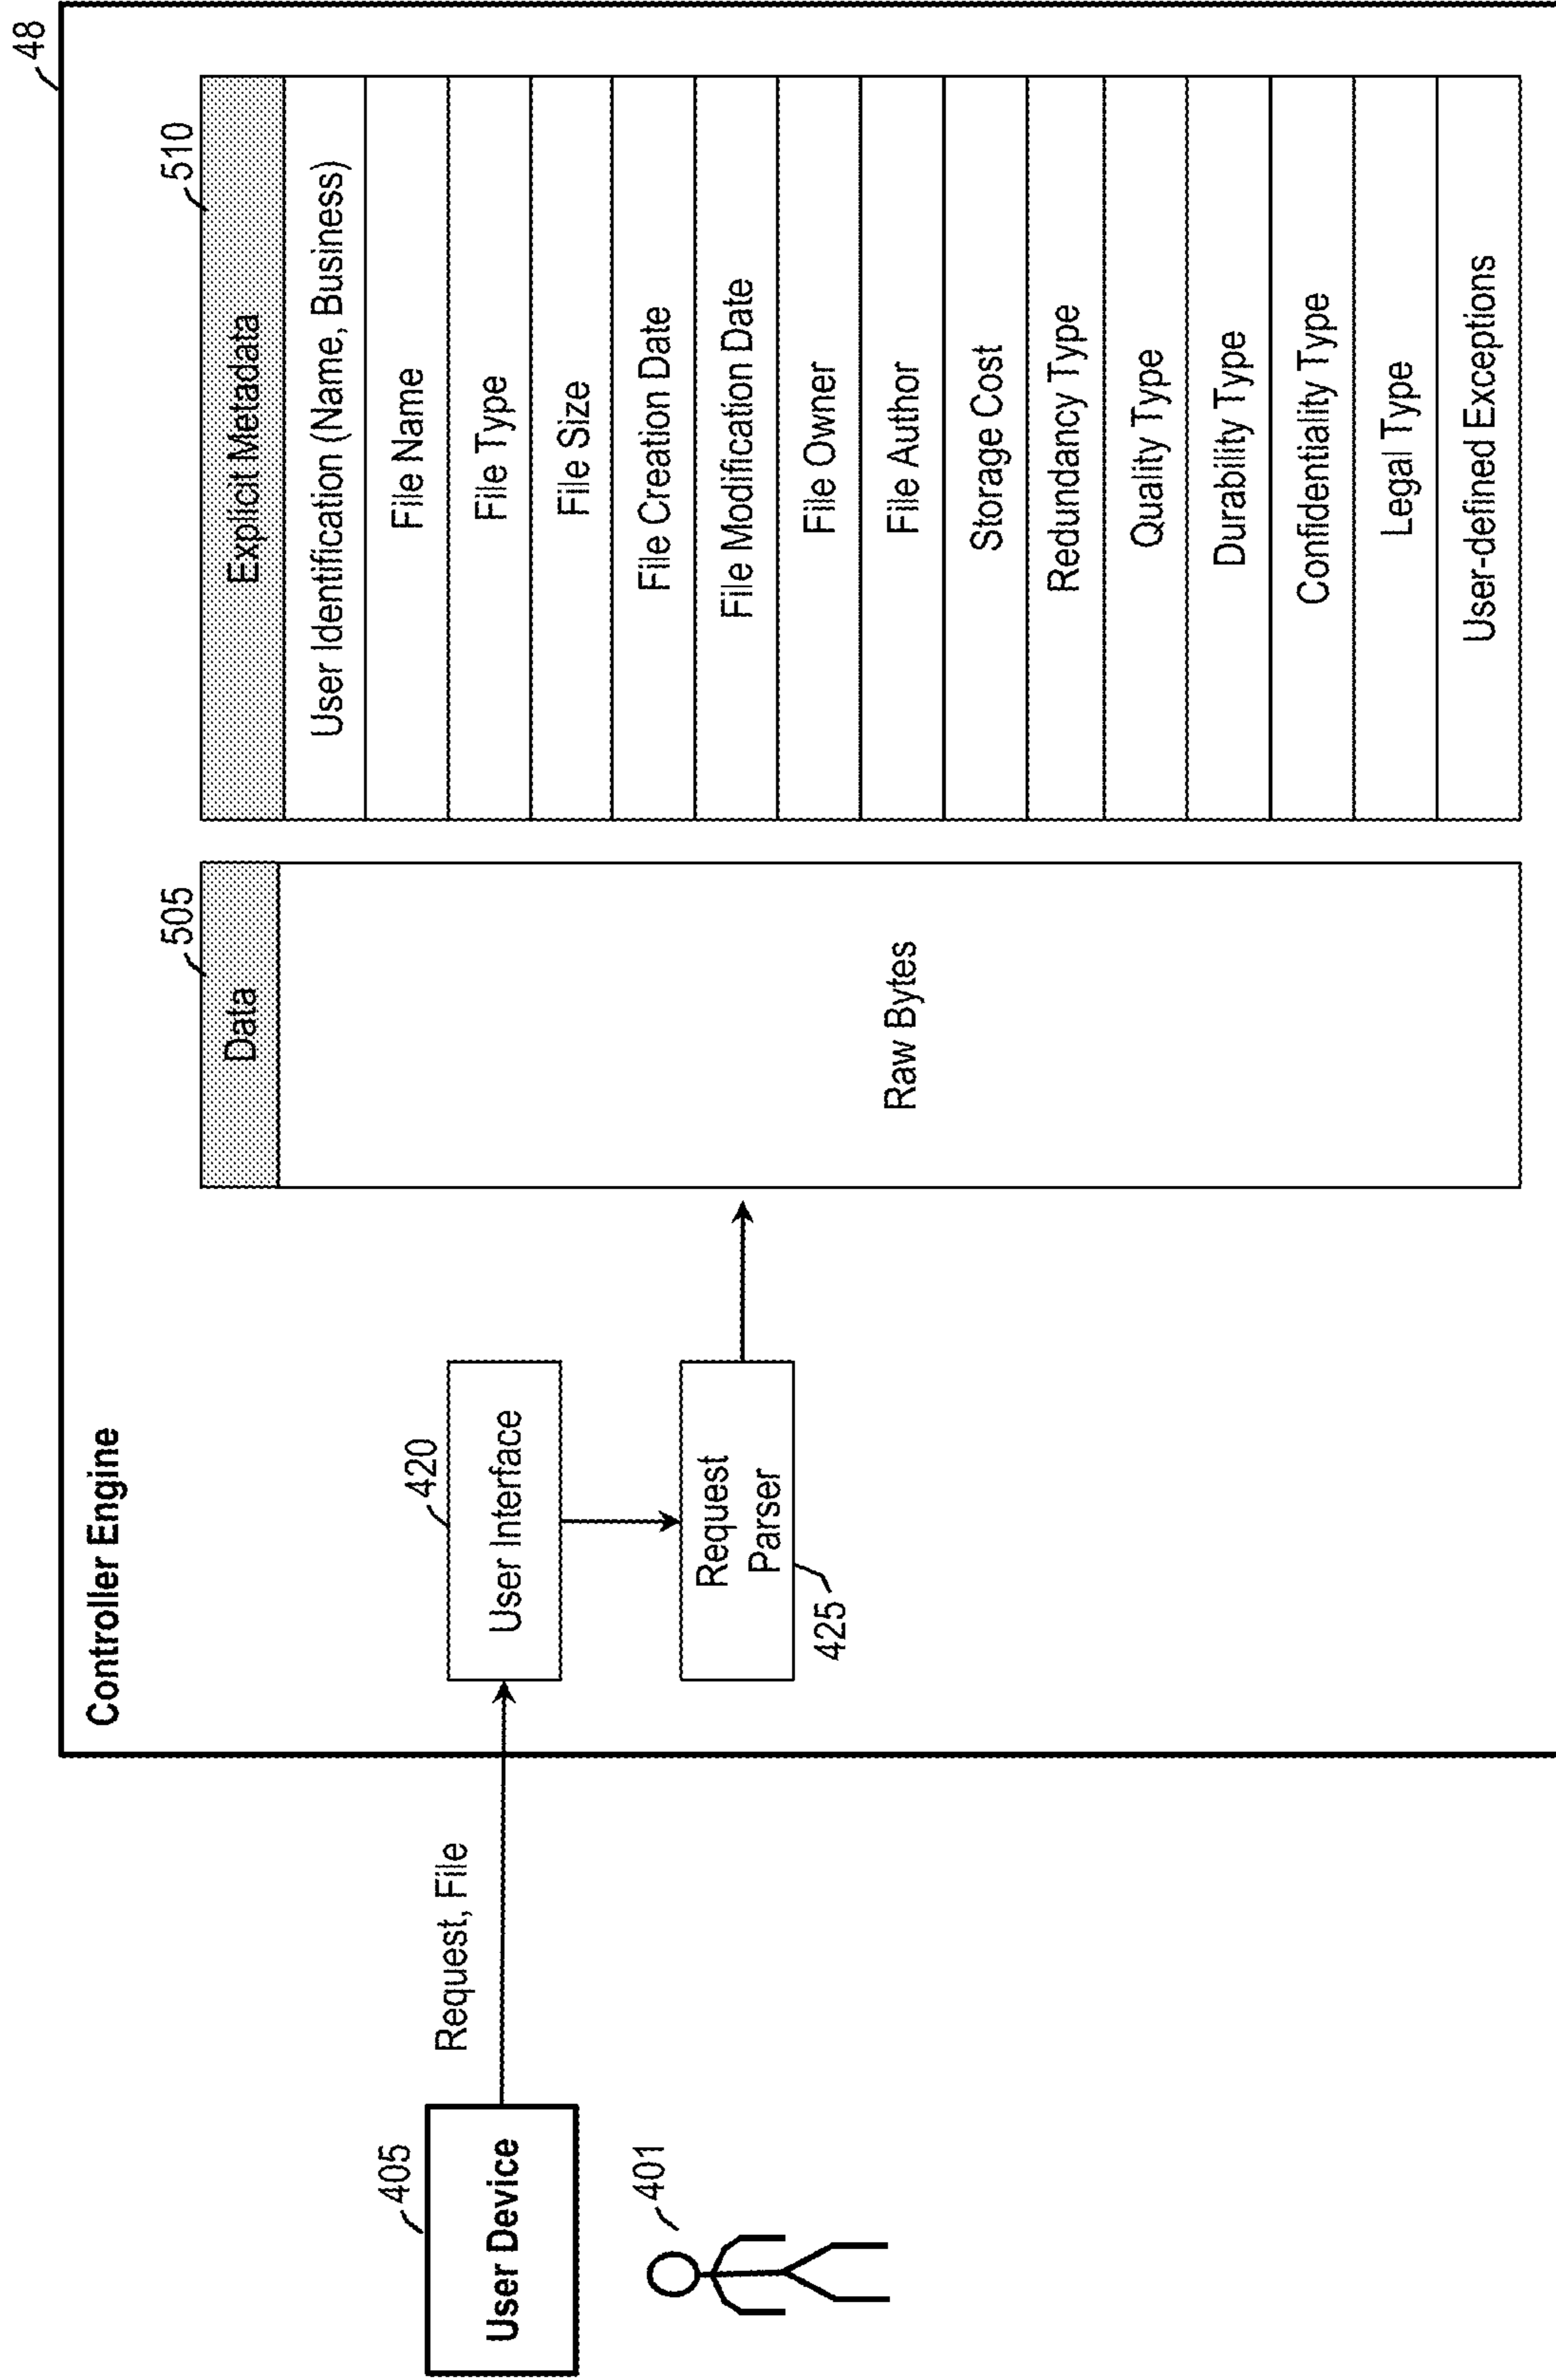 48
Controller Engine
405
User Device
401
Request, File
420
User Interface
Request
Parser
425
505
Data
Raw Bytes
510
Explicit Metadata
User Identification (Name, Business)
File Name
File Type
File Size
File Creation Date
File Modification Date
File Owner
File Author
Storage Cost
Redundancy Type
Quality Type
Durability Type
Confidentiality Type
Legal Type
User-defined Exceptions